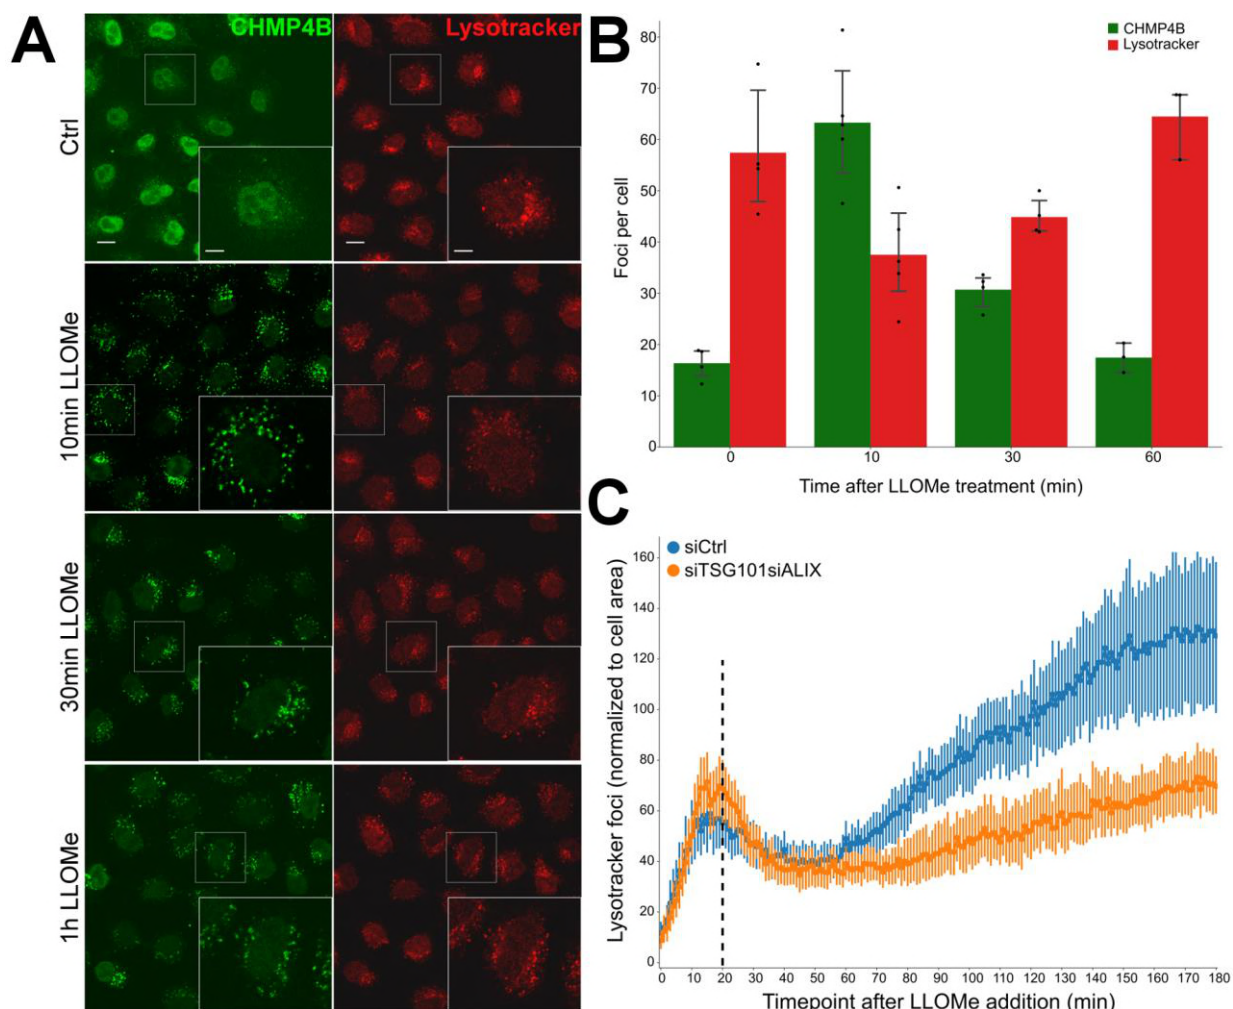 A
CHMP4B
Lysotracker
Ctrl
10min LLOMe
30min LLOMe
1h LLOMe
B
CHMP4B
Lysotracker
Foci per cell
80
70
60
50
40
30
20
10
0
0 10 30 60
Time after LLOMe treatment (min)
C
siCtrl
siTSG101siALIX
Lysotracker foci (normalized to cell area)
160
140
120
100
80
60
40
20
0
0 10 20 30 40 50 60 70 80 90 100 110 120 130 140 150 160 170 180
Timepoint after LLOMe addition (min)